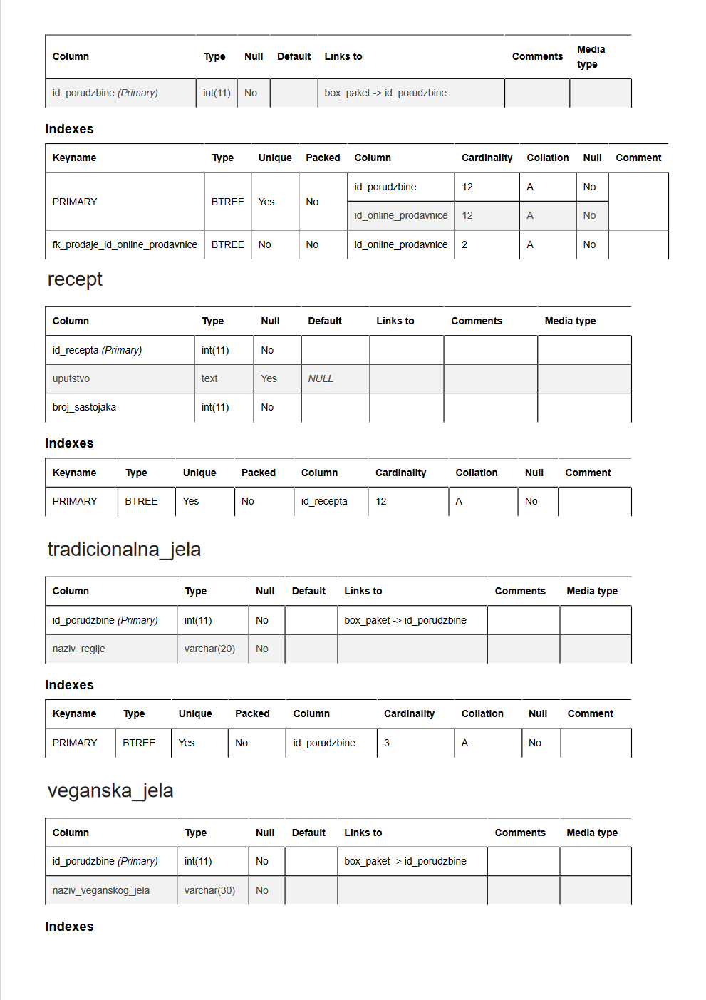 Column Type Null Default Links to Comments Media type
id_porudzbine (Primary) int(11) No box_paket -> id_porudzbine
Indexes
Keyname Type Unique Packed Column Cardinality Collation Null Comment
PRIMARY BTREE Yes No id_porudzbine 12 A No
id_online_prodavnice 12 A No
fk_prodaje_id_online_prodavnice BTREE No No id_online_prodavnice 2 A No
recept
Column Type Null Default Links to Comments Media type
id_recepta (Primary) int(11) No
uputstvo text Yes NULL
broj_sastojaka int(11) No
Indexes
Keyname Type Unique Packed Column Cardinality Collation Null Comment
PRIMARY BTREE Yes No id_recepta 12 A No
tradicionalna_jela
Column Type Null Default Links to Comments Media type
id_porudzbine (Primary) int(11) No box_paket -> id_porudzbine
naziv_regije varchar(20) No
Indexes
Keyname Type Unique Packed Column Cardinality Collation Null Comment
PRIMARY BTREE Yes No id_porudzbine 3 A No
veganska_jela
Column Type Null Default Links to Comments Media type
id_porudzbine (Primary) int(11) No box_paket -> id_porudzbine
naziv_veganskog_jela varchar(30) No
Indexes